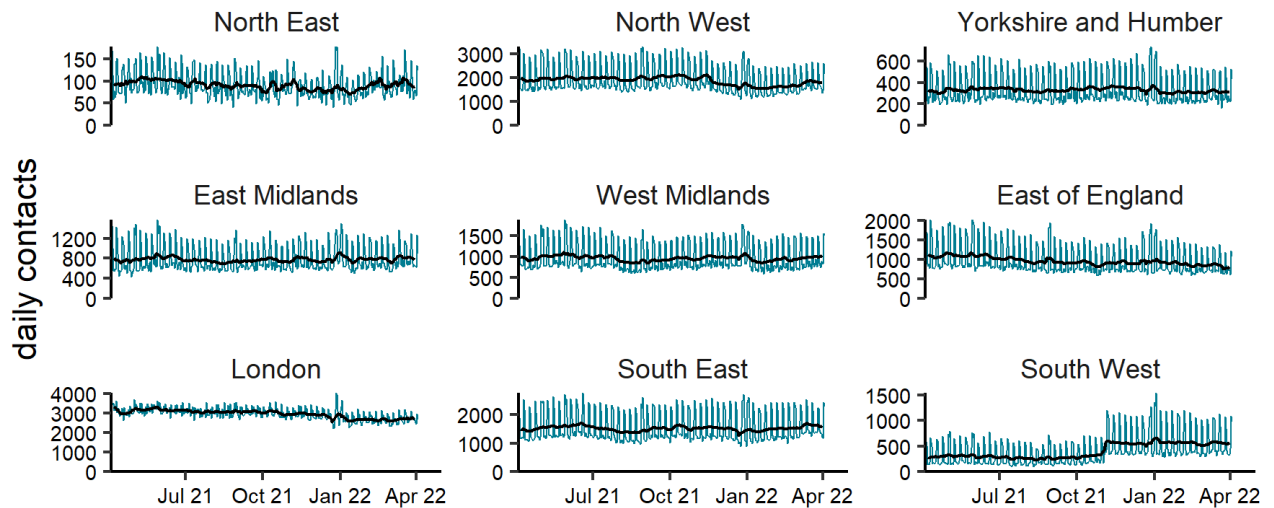 North East
North West
Yorkshire and Humber
150
100
50
0
3000
2000
1000
0
600
400
200
0
daily contacts
East Midlands
West Midlands
East of England
1200
800
400
0
1500
1000
500
0
2000
1500
1000
500
0
London
South East
South West
4000
3000
2000
1000
0
2000
1000
0
1500
1000
500
0
Jul 21 Oct 21 Jan 22 Apr 22
Jul 21 Oct 21 Jan 22 Apr 22
Jul 21 Oct 21 Jan 22 Apr 22